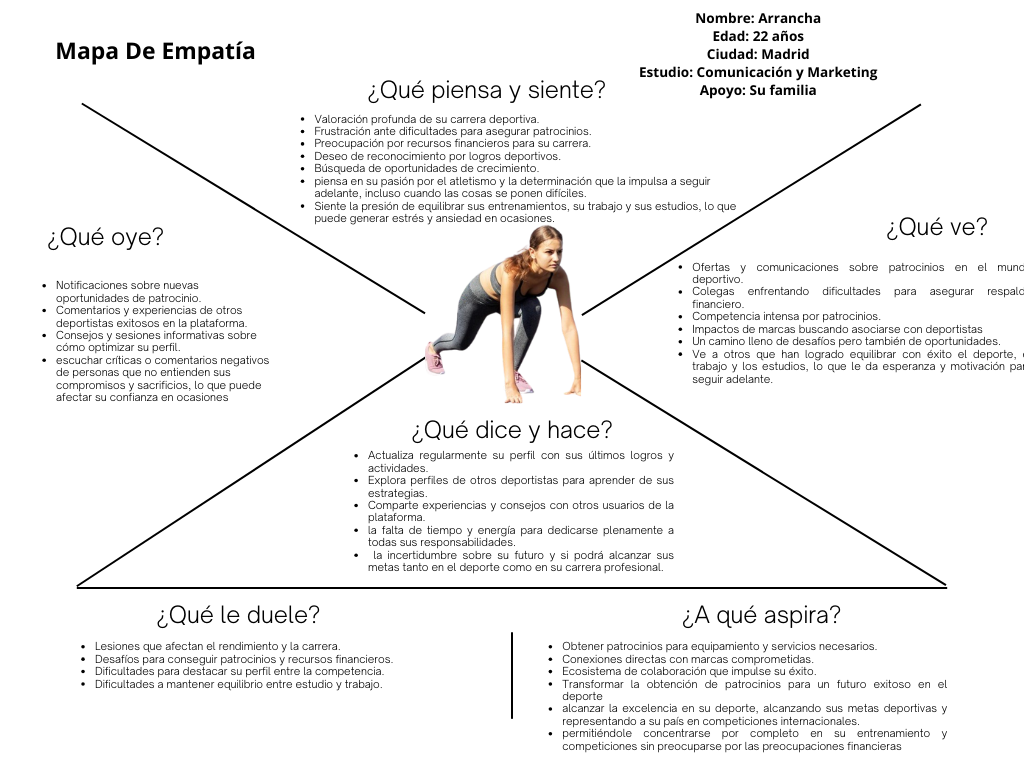 Mapa De Empatía
Nombre: Arrancha
Edad: 22 años
Ciudad: Madrid
Estudio: Comunicación y Marketing
Apoyo: Su familia
¿Qué piensa y siente?
• Valoración profunda de su carrera deportiva.
• Frustración ante dificultades para asegurar patrocinios.
• Preocupación por recursos financieros para su carrera.
• Deseo de reconocimiento por logros deportivos.
• Búsqueda de oportunidades de crecimiento.
• piensa en su pasión por el atletismo y la determinación que la impulsa a seguir
adelante, incluso cuando las cosas se ponen difíciles.
• Siente la presión de equilibrar sus entrenamientos, su trabajo y sus estudios, lo que
puede generar estrés y ansiedad en ocasiones.
¿Qué oye?
• Notificaciones sobre nuevas
oportunidades de patrocinio.
• Comentarios y experiencias de otros
deportistas exitosos en la plataforma.
• Consejos y sesiones informativas sobre
cómo optimizar su perfil.
• escuchar críticas o comentarios negativos
de personas que no entienden sus
compromisos y sacrificios, lo que puede
afectar su confianza en ocasiones
¿Qué ve?
• Ofertas y comunicaciones sobre patrocinios en el mund
deportivo.
• Colegas enfrentando dificultades para asegurar respald
financiero.
• Competencia intensa por patrocinios.
• Impactos de marcas buscando asociarse con deportistas
• Un camino lleno de desafíos pero también de oportunidades.
• Ve a otros que han logrado equilibrar con éxito el deporte,
trabajo y los estudios, lo que le da esperanza y motivación par
seguir adelante.
¿Qué dice y hace?
• Actualiza regularmente su perfil con sus últimos logros y
actividades.
• Explora perfiles de otros deportistas para aprender de sus
estrategias.
• Comparte experiencias y consejos con otros usuarios de la
plataforma.
• la falta de tiempo y energía para dedicarse plenamente a
todas sus responsabilidades.
• la incertidumbre sobre su futuro y si podrá alcanzar sus
metas tanto en el deporte como en su carrera profesional.
¿Qué le duele?
• Lesiones que afectan el rendimiento y la carrera.
• Desafíos para conseguir patrocinios y recursos financieros.
• Dificultades para destacar su perfil entre la competencia.
• Dificultades a mantener equilibrio entre estudio y trabajo.
¿A qué aspira?
• Obtener patrocinios para equipamiento y servicios necesarios.
• Conexiones directas con marcas comprometidas.
• Ecosistema de colaboración que impulse su éxito.
• Transformar la obtención de patrocinios para un futuro exitoso en el
deporte
• alcanzar la excelencia en su deporte, alcanzando sus metas deportivas y
representando a su país en competiciones internacionales.
• permitiéndole concentrarse por completo en su entrenamiento y
competiciones sin preocuparse por las preocupaciones financieras